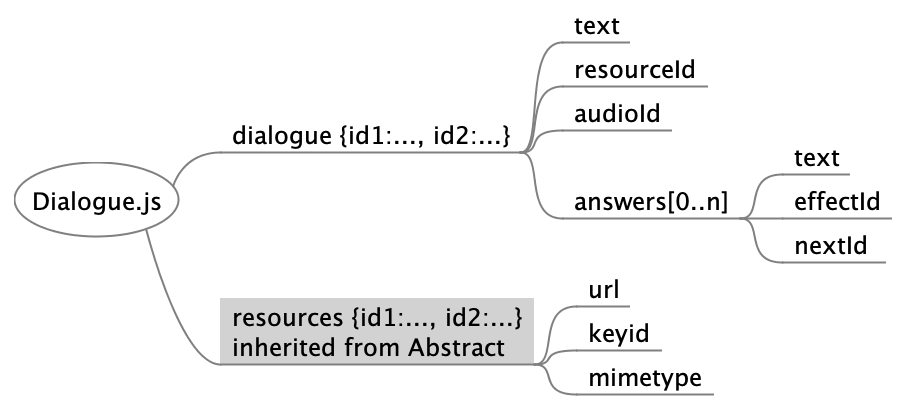 Dialogue.js
dialogue {id1:..., id2:...}
text
resourceId
audioId
answers[0..n]
text
effectId
nextId
resources {id1:..., id2:...}
inherited from Abstract
url
keyid
mimetype